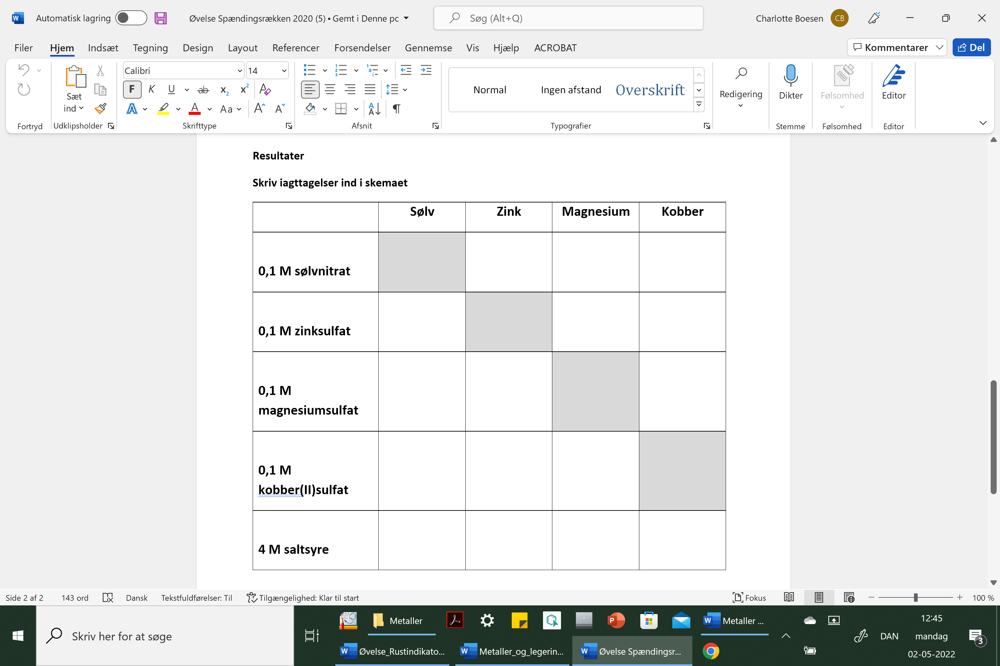 Automatisk lagring
Øvelse Spændingsrækken 2020 (5) • Gemt i Denne pc
Søg (Alt+Q)
Charlotte Boesen
CB
Filer Hjem Indsæt Tegning Design Layout Referencer Forsendelser Gennemse Vis Hjælp ACROBAT
Kommentarer
Del
Sæt
ind
Calibri
14
F K U ab x₂ x²
A A Aa A A
Normal
Ingen afstand
Overskrift
Redigering
Dikter
Følsomhed
Editor
Fortryd
Udklipsholder
Skrifttype
Afsnit
Typografier
Stemme
Følsomhed
Editor
Resultater
Skriv iagttagelser ind i skemaet
Sølv Zink Magnesium Kobber
0,1 M sølvnitrat
0,1 M zinksulfat
0,1 M
magnesiumsulfat
0,1 M
kobber(II)sulfat
4 M saltsyre
Side 2 af 2 143 ord Dansk Tekstfuldførelser: Til Tilgængelighed: Klar til start Fokus 100 %
Skriv her for at søge
Metaller
Metaller ...
Øvelse_Rustindikato...
Metaller_og_legerin...
Øvelse Spændingsr...
DAN
12:45
mandag
02-05-2022
3